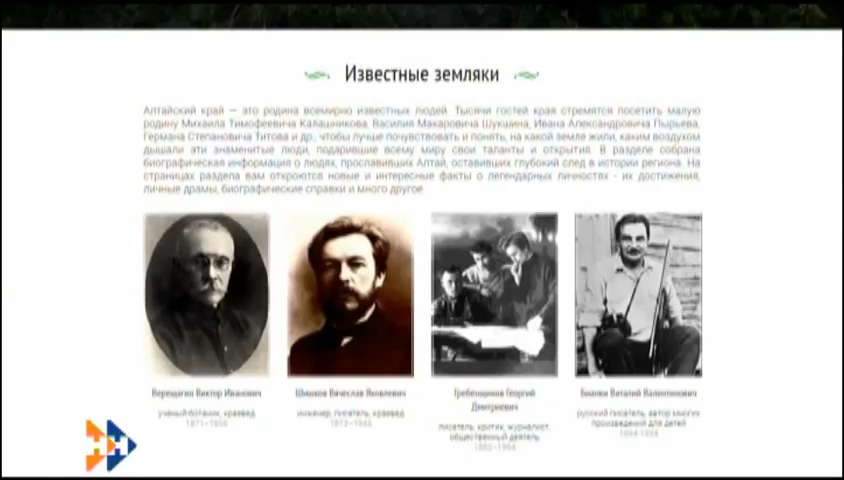 Известные земляки
Алтайский край — это родина всемирно известных людей. Тысячи гостей края стремятся посетить малую
родину Михаила Тимофеевича Калашникова, Василия Макаровича Шукшина, Ивана Александровича Пырьева,
Германа Степановича Титова и др., чтобы лучше почувствовать и понять, на какой земле жили, каким воздухом
дышали эти знаменитые люди, подарившие всему миру свои таланты и открытия. В разделе собрана
биографическая информация о людях, прославивших Алтай, оставивших глубокий след в истории региона. На
страницах раздела вам откроются новые и интересные факты о легендарных личностях - их достижения,
личные драмы, биографические справки и много другое.
Верещагин Виктор Иванович
ученый-ботаник, краевед
Шишков Вячеслав Яковлевич
инженер, писатель, краевед
Гребенщиков Георгий
Дмитриевич
писатель, критик, журналист,
общественный деятель
Бианки Виталий Валентинович
русский писатель, автор многих
произведений для детей
НН